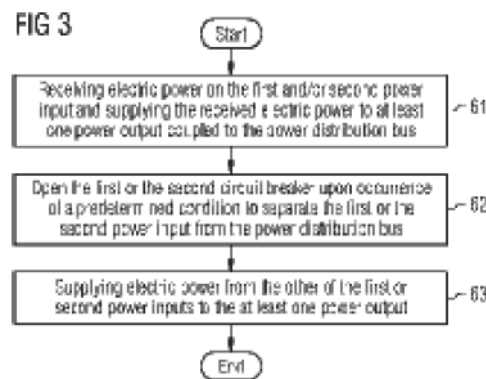 FIG 3
Start
Receiving electric power on the first and/or second power
input and supplying the received electric power to at least
one power output coupled to the power distribution bus
61
Open the first or the second circuit breaker upon occurrence
of a predetermined condition to separate the first or the
second power input from the power distribution bus
62
Supplying electric power from the other of the first or
second power inputs to the at least one power output
63
End